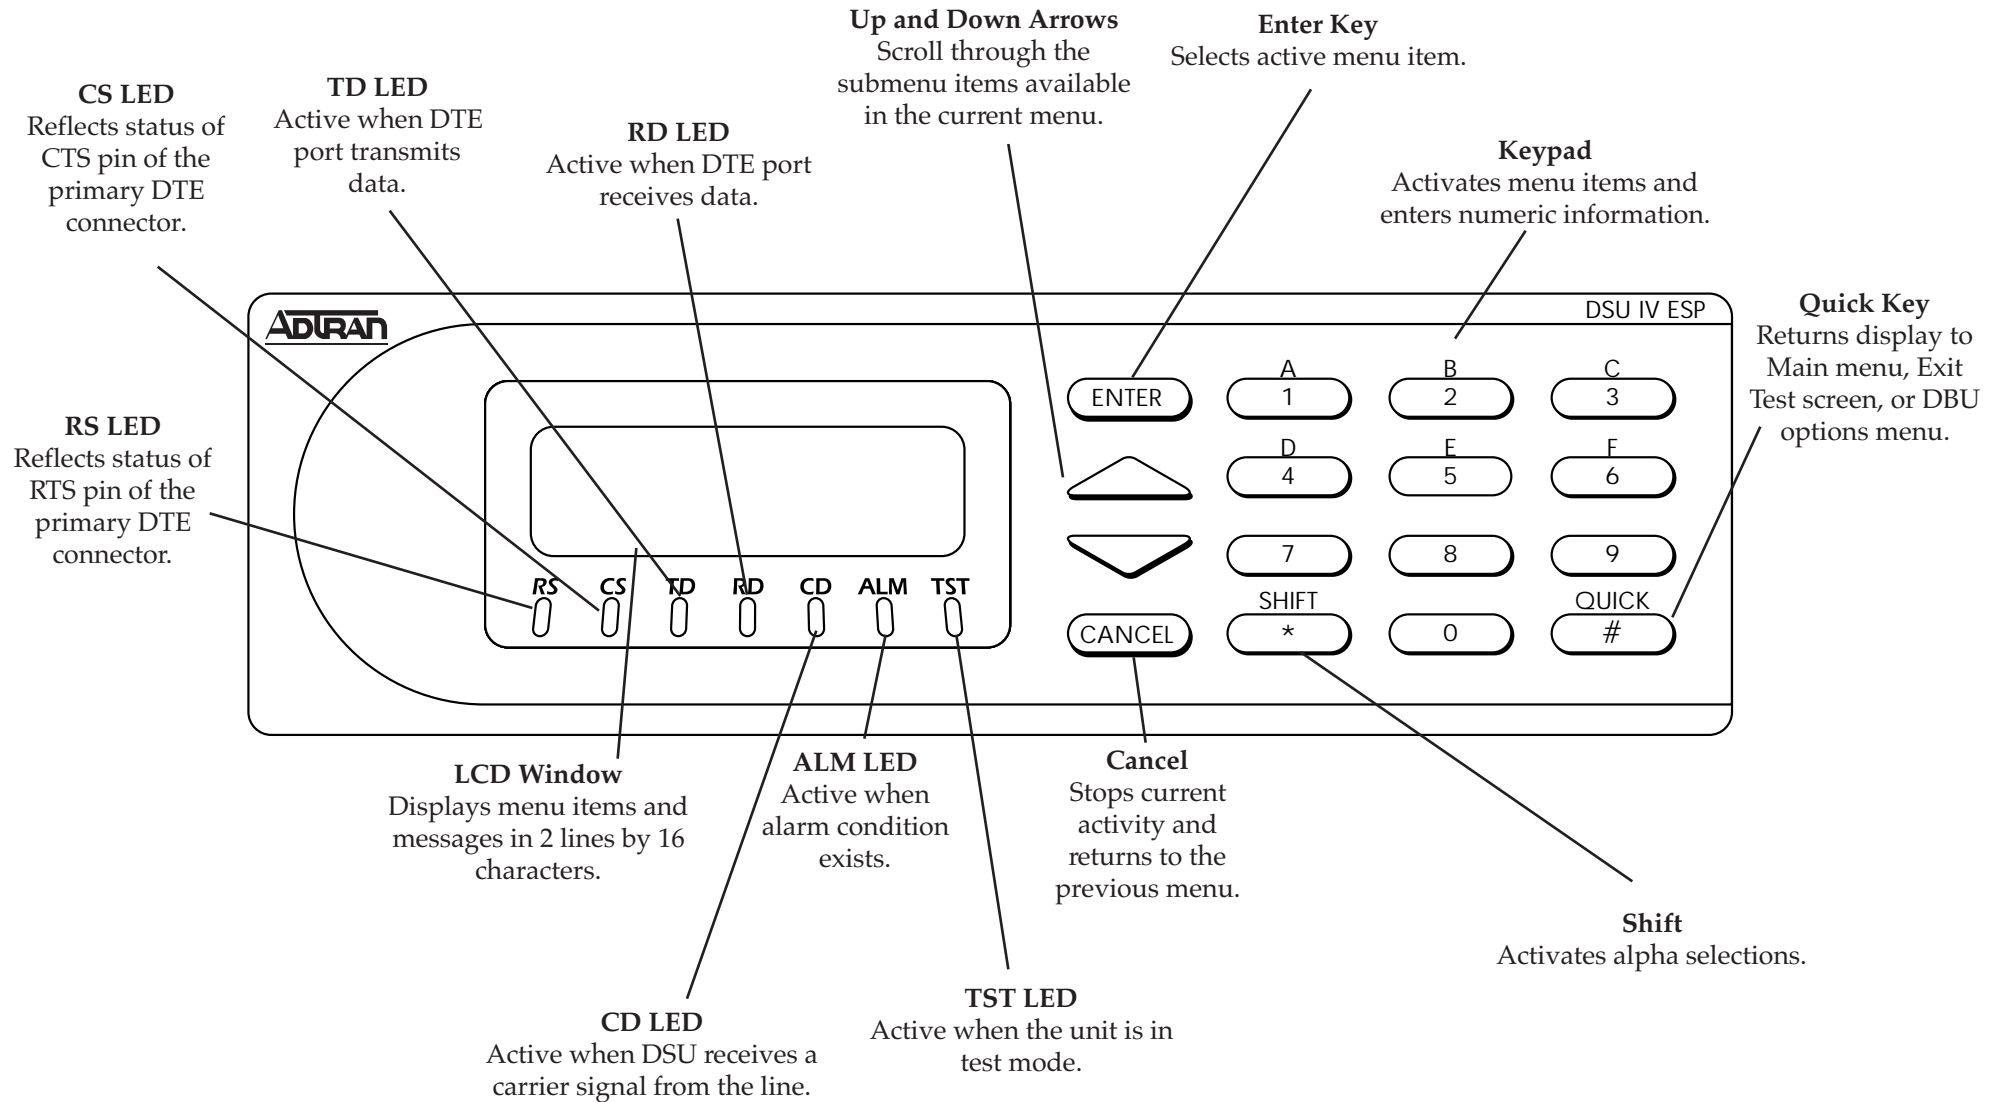 Up and Down Arrows
Scroll through the
submenu items available
in the current menu.
Enter Key
Selects active menu item.
CS LED
Reflects status of
CTS pin of the
primary DTE
connector.
TD LED
Active when DTE
port transmits
data.
RD LED
Active when DTE port
receives data.
Keypad
Activates menu items and
enters numeric information.
Quick Key
Returns display to
Main menu, Exit
Test screen, or DBU
options menu.
RS LED
Reflects status of
RTS pin of the
primary DTE
connector.
ADTRAN
DSU IV ESP
A B C
ENTER 1 2 3
D E F
4 5 6
7 8 9
RS CS TD RD CD ALM TST
SHIFT QUICK
CANCEL * 0 #
LCD Window
Displays menu items and
messages in 2 lines by 16
characters.
ALM LED
Active when
alarm condition
exists.
Cancel
Stops current
activity and
returns to the
previous menu.
Shift
Activates alpha selections.
CD LED
Active when DSU receives a
carrier signal from the line.
TST LED
Active when the unit is in
test mode.